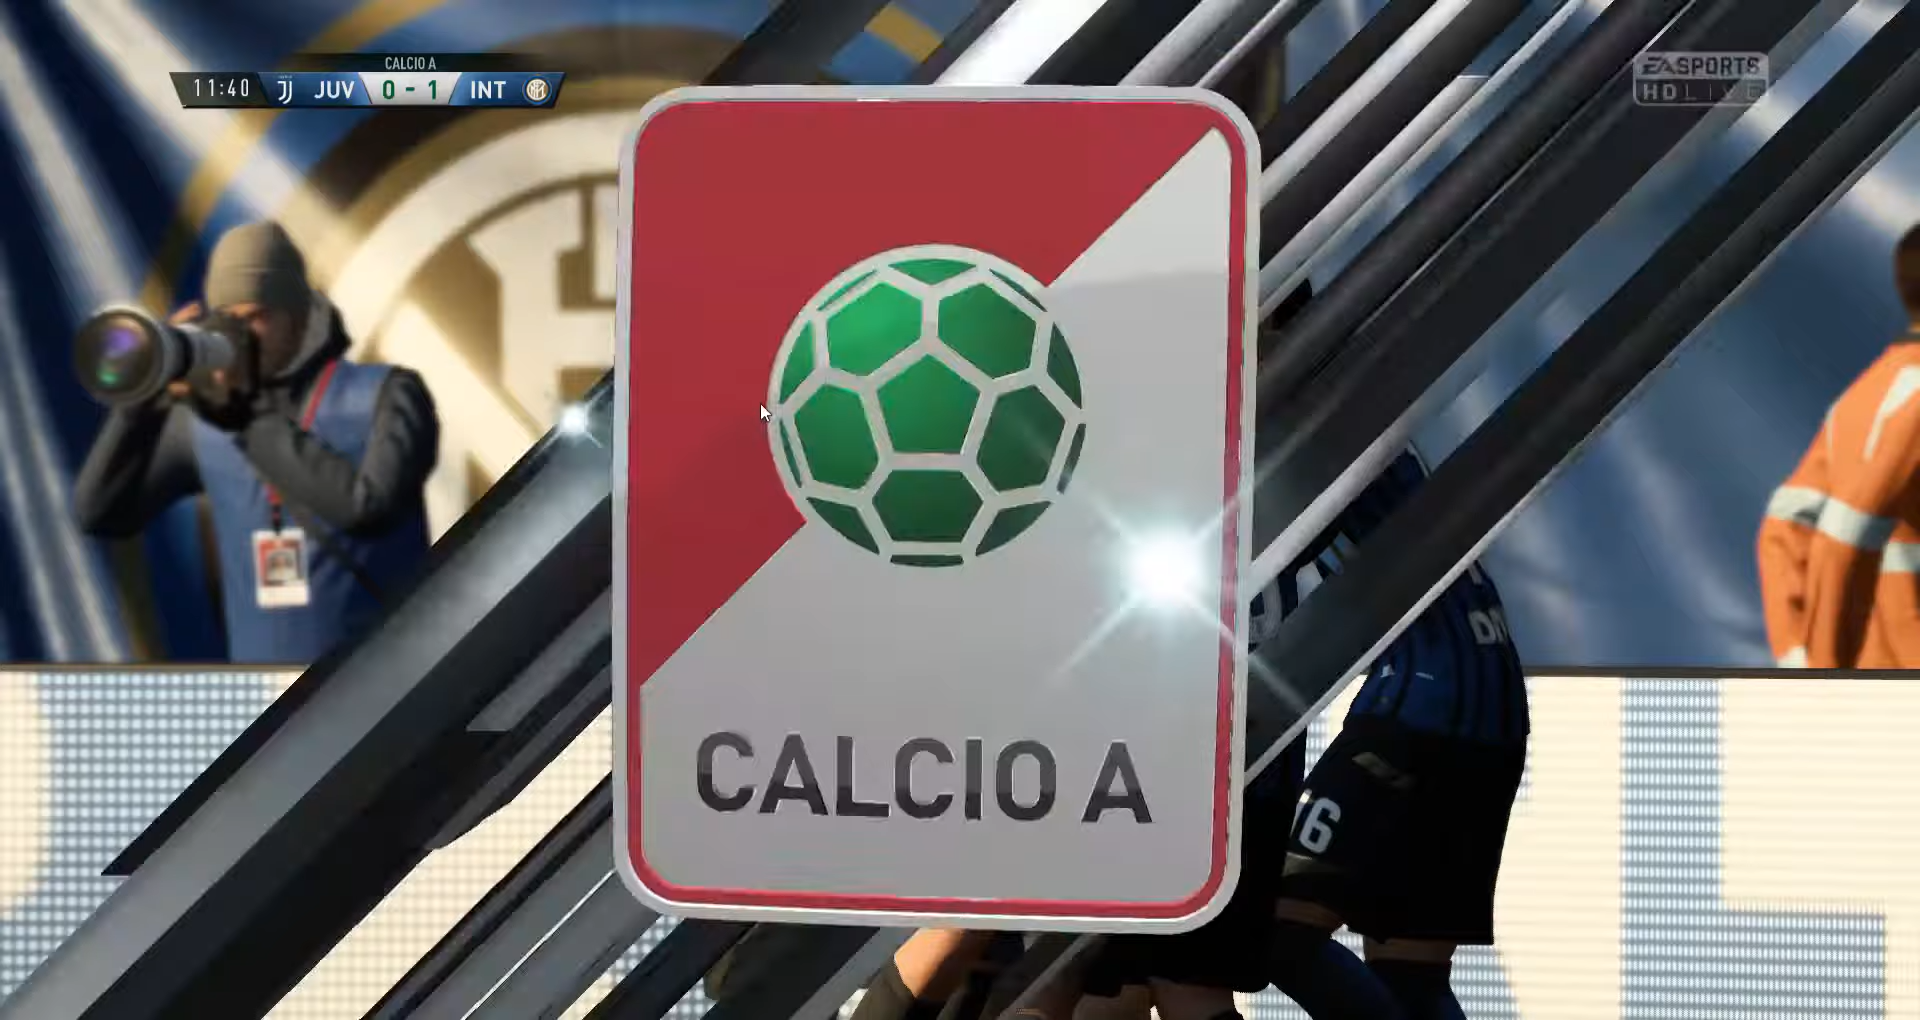 CALCIO A
11:40 JUV 0 - 1 INT
EA SPORTS
HD LIVE
CALCIO A